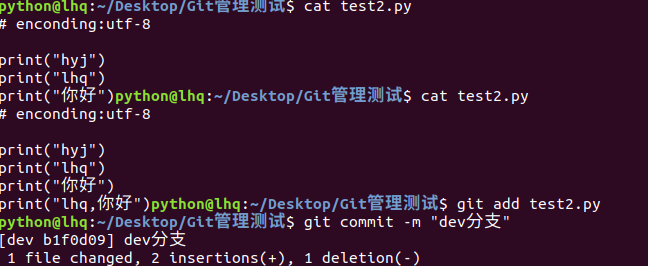 python@lhq:~/Desktop/Git管理测试$ cat test2.py
# enconding:utf-8
print("hyj")
print("lhq")
print("你好")python@lhq:~/Desktop/Git管理测试$ cat test2.py
# enconding:utf-8
print("hyj")
print("lhq")
print("你好")
print("lhq,你好")python@lhq:~/Desktop/Git管理测试$ git add test2.py
python@lhq:~/Desktop/Git管理测试$ git commit -m "dev分支"
[dev b1f0d09] dev分支
1 file changed, 2 insertions(+), 1 deletion(-)